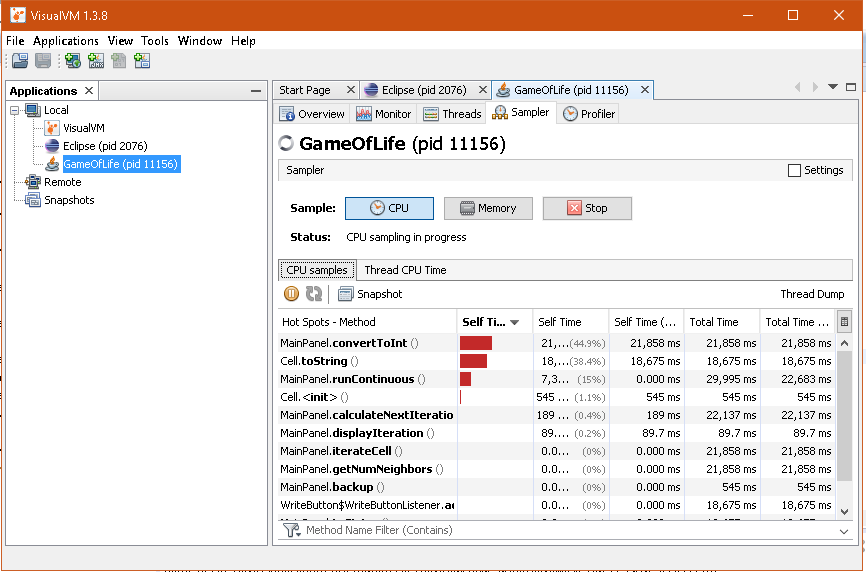 VisualVM 1.3.8
File Applications View Tools Window Help
Applications
Local
VisualVM
Eclipse (pid 2076)
GameOfLife (pid 11156)
Remote
Snapshots
Start Page Eclipse (pid 2076) GameOfLife (pid 11156)
Overview Monitor Threads Sampler Profiler
GameOfLife (pid 11156)
Sampler Settings
Sample: CPU Memory Stop
Status: CPU sampling in progress
CPU samples Thread CPU Time
Snapshot Thread Dump
Hot Spots - Method Self Ti... Self Time Self Time (... Total Time Total Time ...
MainPanel.convertToInt () 21,... (44.9%) 21,858 ms 21,858 ms 21,858 ms
Cell.toString () 18,... (38.4%) 18,675 ms 18,675 ms 18,675 ms
MainPanel.runContinuous () 7,3... (15%) 0.000 ms 29,995 ms 22,683 ms
Cell.<init> () 545 ... (1.1%) 545 ms 545 ms 545 ms
MainPanel.calculateNextIteratio 189 ... (0.4%) 189 ms 22,137 ms 22,137 ms
MainPanel.displayIteration () 89.... (0.2%) 89.7 ms 89.7 ms 89.7 ms
MainPanel.iterateCell () 0.0... (0%) 0.000 ms 21,858 ms 21,858 ms
MainPanel.getNumNeighbors () 0.0... (0%) 0.000 ms 21,858 ms 21,858 ms
MainPanel.backup () 0.0... (0%) 0.000 ms 545 ms 545 ms
WriteButton$WriteButtonListener.ac 0.0... (0%) 0.000 ms 18,675 ms 18,675 ms
Method Name Filter (Contains)